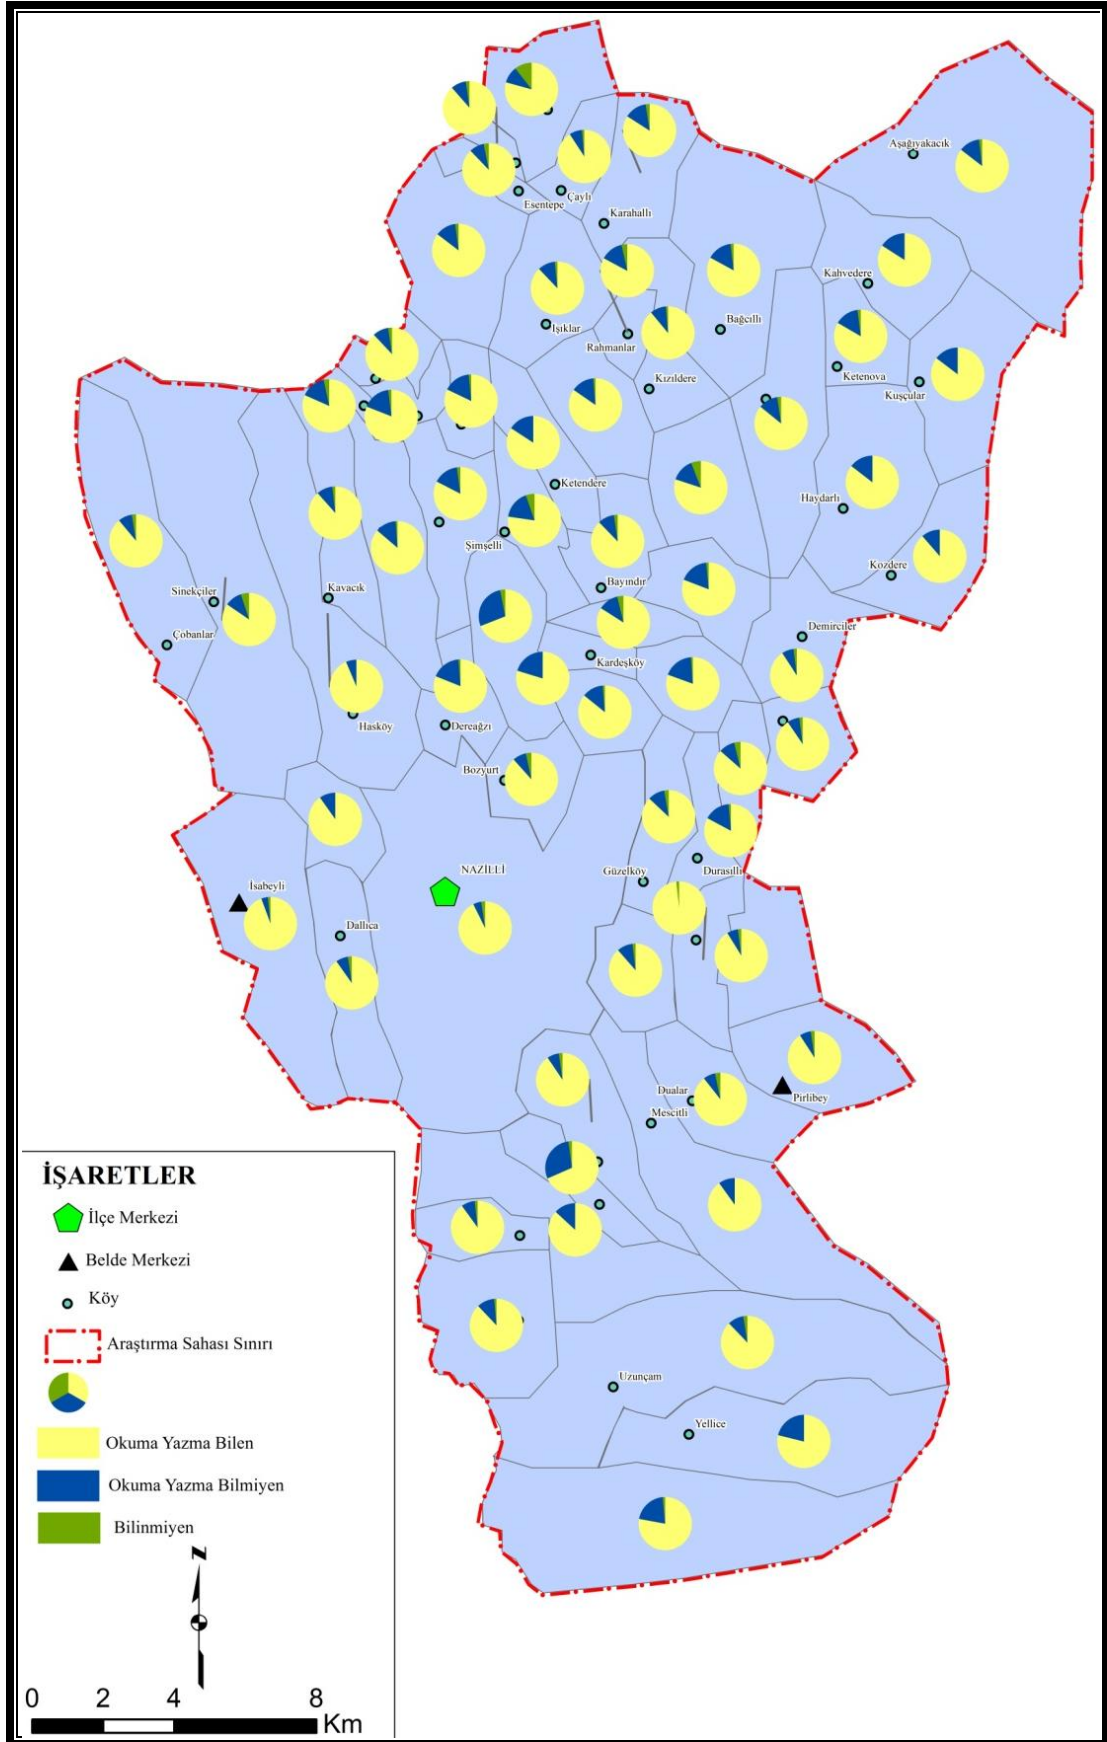 Aşağıyakacık
Esentepe
Çaylı
Karahallı
Kahvedere
Işıklar
Rahmanlar
Bağcıllı
Ketenova
Kuşçular
Kızıldere
Ketendere
Haydarlı
Şimşelli
Kozdere
Bayındır
Sinekçiler
Kavacık
Çobanlar
Demirciler
Kardeşköy
Hasköy
Dereağzı
Bozyurt
NAZİLLİ
Güzelköy
Durasıllı
İsabeyli
Dallıca
Dualar
Mescitli
Pirlibey
Uzunçam
Yellice
İŞARETLER
İlçe Merkezi
Belde Merkezi
Köy
Araştırma Sahası Sınırı
Okuma Yazma Bilen
Okuma Yazma Bilmiyen
Bilinmiyen
N
0 2 4 8
Km